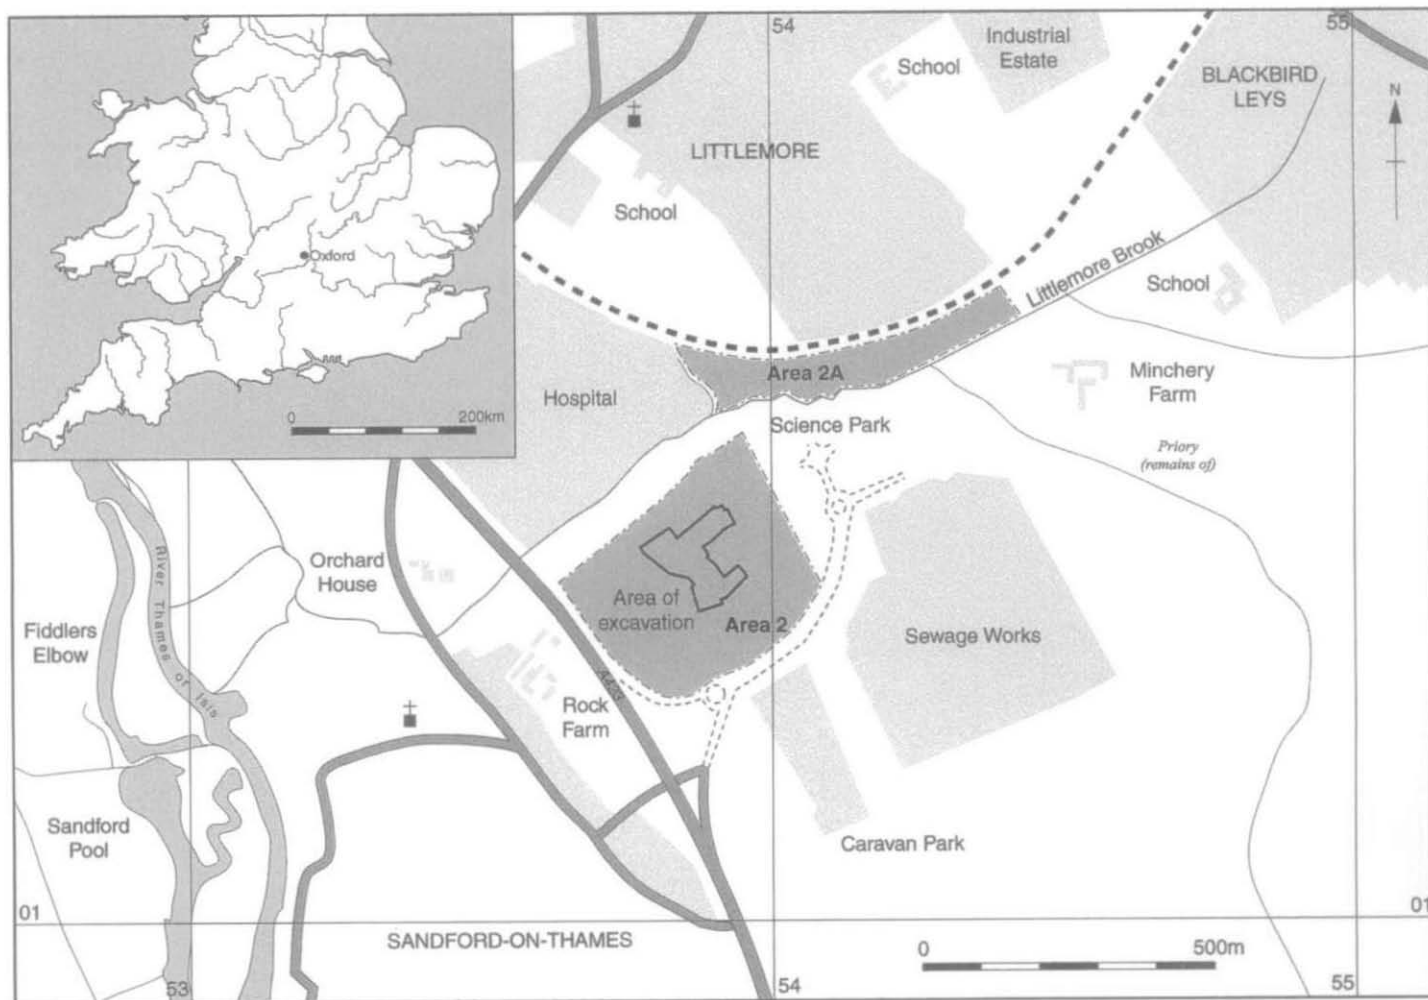 54
55
Industrial
Estate
School
BLACKBIRD
LEYS
N
LITTLEMORE
School
Oxford
Littlemore Brook
School
0
200km
Hospital
Area 2A
Minchery
Farm
Science Park
Priory
(remains of)
Orchard
House
River Thames or Isis
Area of
excavation
Area 2
Fiddlers
Elbow
Sewage Works
A423
Rock
Farm
Sandford
Pool
Caravan Park
01
01
SANDFORD-ON-THAMES
0
500m
53
54
55